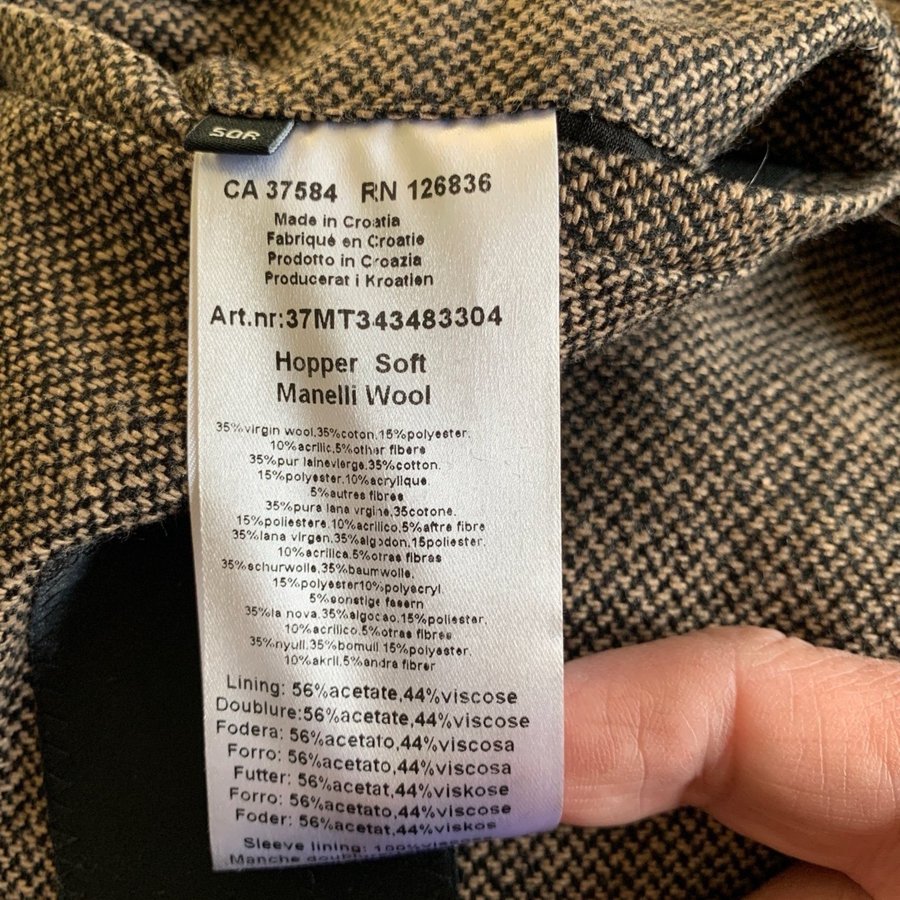 50R
CA 37584 RN 126836
Made in Croatia
Fabriqué en Croatie
Prodotto in Croazia
Producerat i Kroatien
Art.nr:37MT343483304
Hopper Soft
Manelli Wool
35%virgin wool.35%coton.15%polyester.
10%acrilic.5%other fibers
35%pur lainevierge.35%cotton.
15%polyester.10%acrylique
5%autres fibres
35%pura lana vrgine.35cotone.
15%poliestere.10%acrilico.5%aftre fibre
35%lana virgen.35%algodon.15poliester.
10%acrilica.5%otras fibras
35%schurwolle.35%baumwolle.
15%polyester10%polyacryl.
5%sonstige fasern
35%la nova.35%algocao.15%poliester.
10%acrilico.5%otras fibres
35%nyull.35%bomull 15%polyester.
10%akril.5%andra fibrer
Lining: 56%acetate,44%viscose
Doublure:56%acetate,44%viscose
Fodera: 56%acetato,44%viscosa
Forro: 56%acetato,44%viscosa
Futter: 56%acetat,44%viskose
Forro: 56%acetato,44%viscose
Foder: 56%acetat,44%viskos
Sleeve lining: 100%
Manche